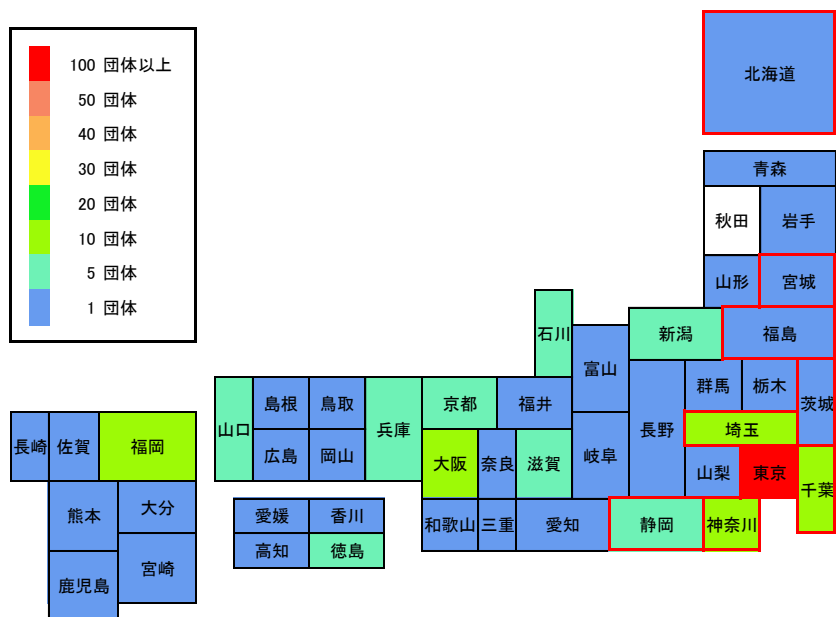 100 団体以上
50 団体
40 団体
30 団体
20 団体
10 団体
5 団体
1 団体
北海道
青森
秋田
岩手
山形
宮城
石川
新潟
福島
富山
群馬
栃木
茨城
山口
島根
鳥取
兵庫
京都
福井
長野
埼玉
長崎
佐賀
福岡
広島
岡山
大阪
奈良
滋賀
岐阜
山梨
東京
千葉
熊本
大分
愛媛
香川
和歌山
三重
愛知
静岡
神奈川
高知
徳島
宮崎
鹿児島